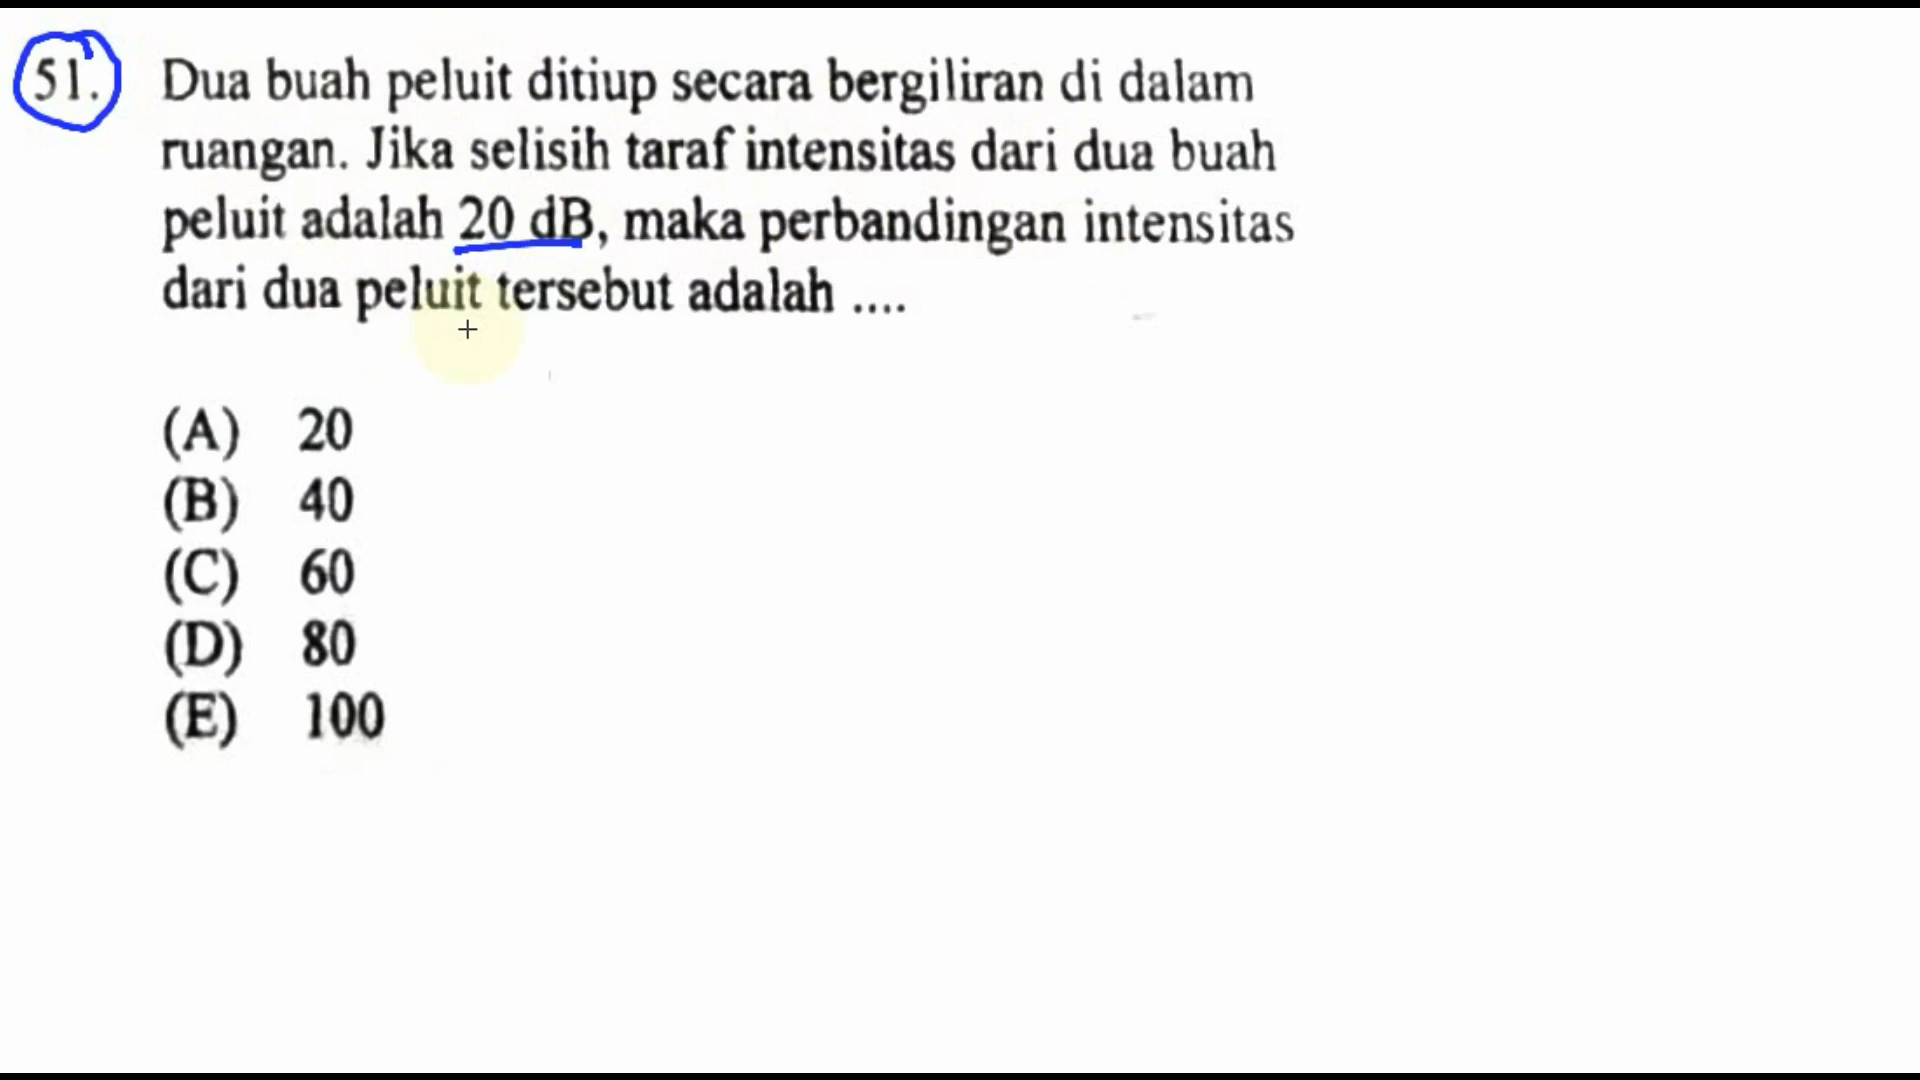 51. Dua buah peluit ditiup secara bergiliran di dalam
ruangan. Jika selisih taraf intensitas dari dua buah
peluit adalah 20 dB, maka perbandingan intensitas
dari dua peluit tersebut adalah ....
(A) 20
(B) 40
(C) 60
(D) 80
(E) 100